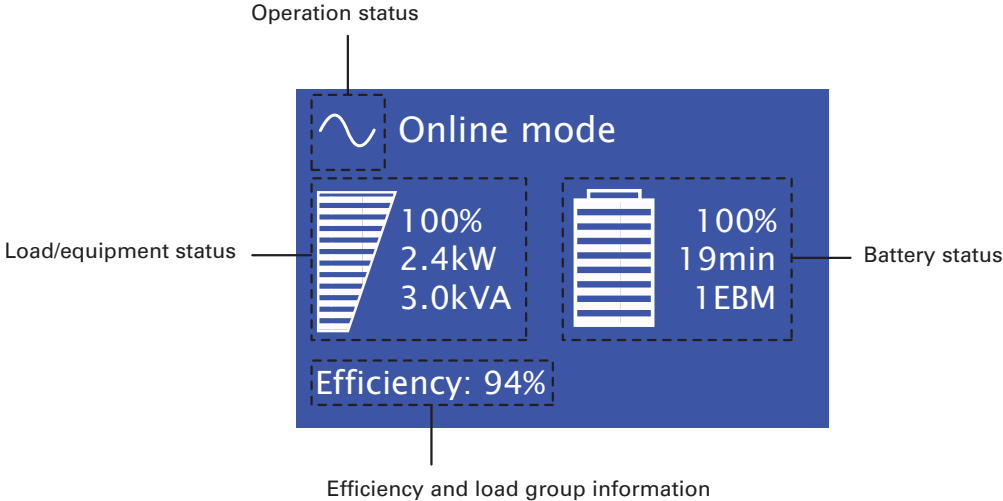 Operation status
Online mode
Load/equipment status
100%
2.4kW
3.0kVA
100%
19min
1EBM
Battery status
Efficiency: 94%
Efficiency and load group information